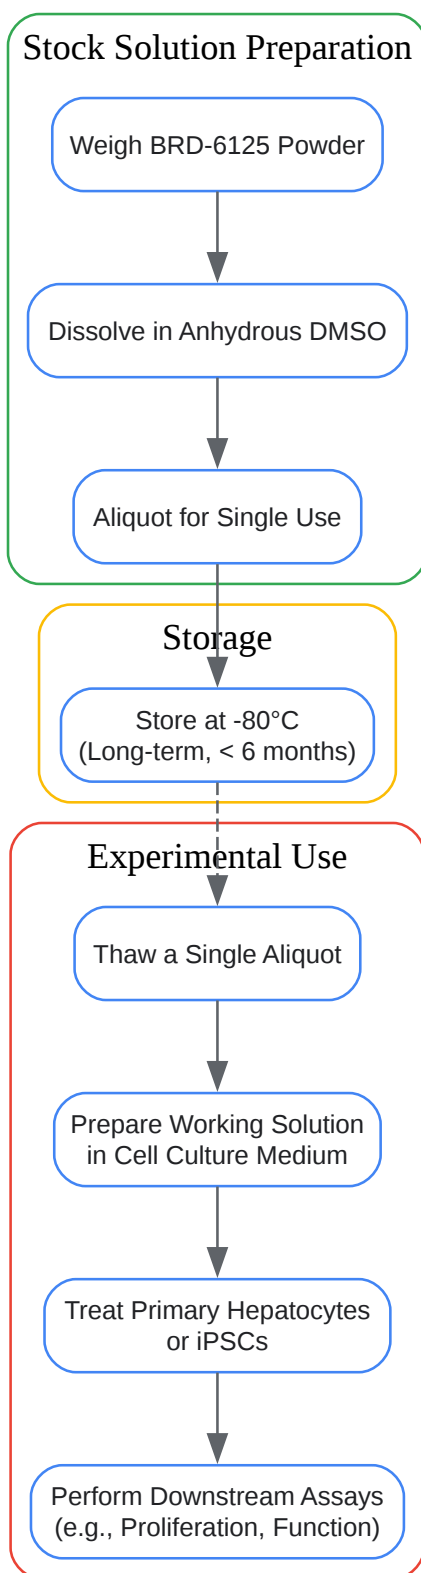 Stock Solution Preparation
Weigh BRD-6125 Powder
Dissolve in Anhydrous DMSO
Aliquot for Single Use
Storage
Store at -80°C
(Long-term, < 6 months)
Experimental Use
Thaw a Single Aliquot
Prepare Working Solution
in Cell Culture Medium
Treat Primary Hepatocytes
or iPSCs
Perform Downstream Assays
(e.g., Proliferation, Function)